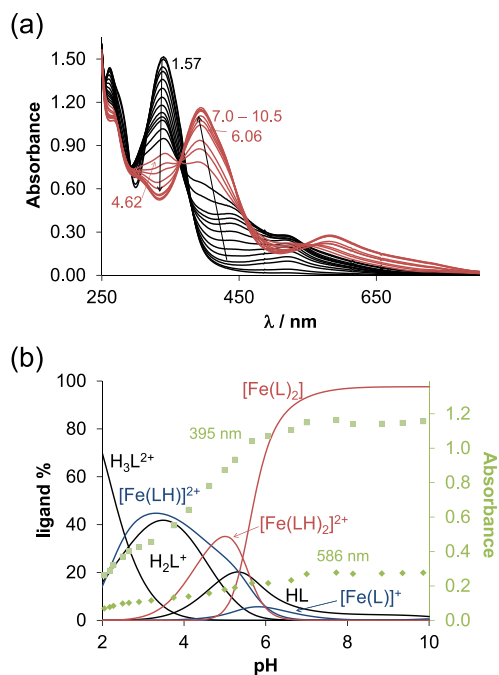 (a)
1.50
1.20
0.90
0.60
0.30
0.00
Absorbance
1.57
7.0 – 10.5
6.06
4.62
250
450
650
λ / nm
(b)
100
80
60
40
20
0
ligand %
[Fe(L)₂]
395 nm
H₃L²⁺
[Fe(LH)]²⁺
[Fe(LH)₂]²⁺
H₂L⁺
586 nm
HL
[Fe(L)]⁺
1.2
0.9
0.6
0.4
0.2
0.0
Absorbance
2
4
6
8
10
pH